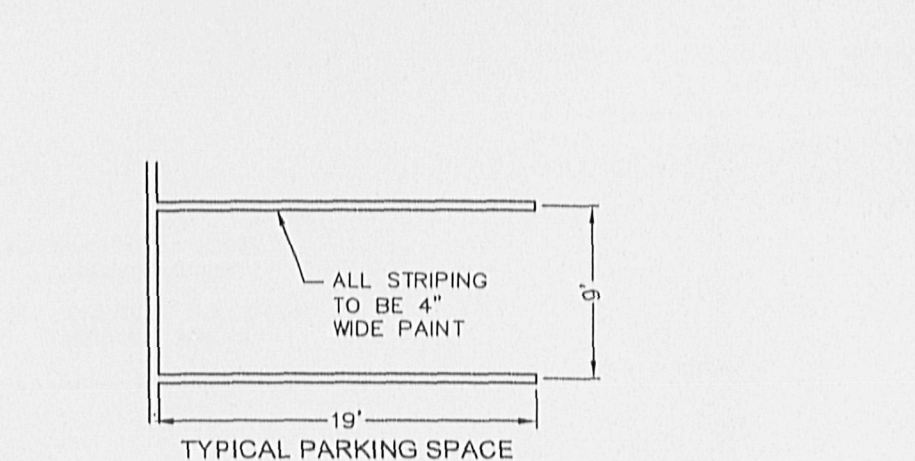 ALL STRIPING
TO BE 4"
WIDE PAINT
9'
19'
TYPICAL PARKING SPACE